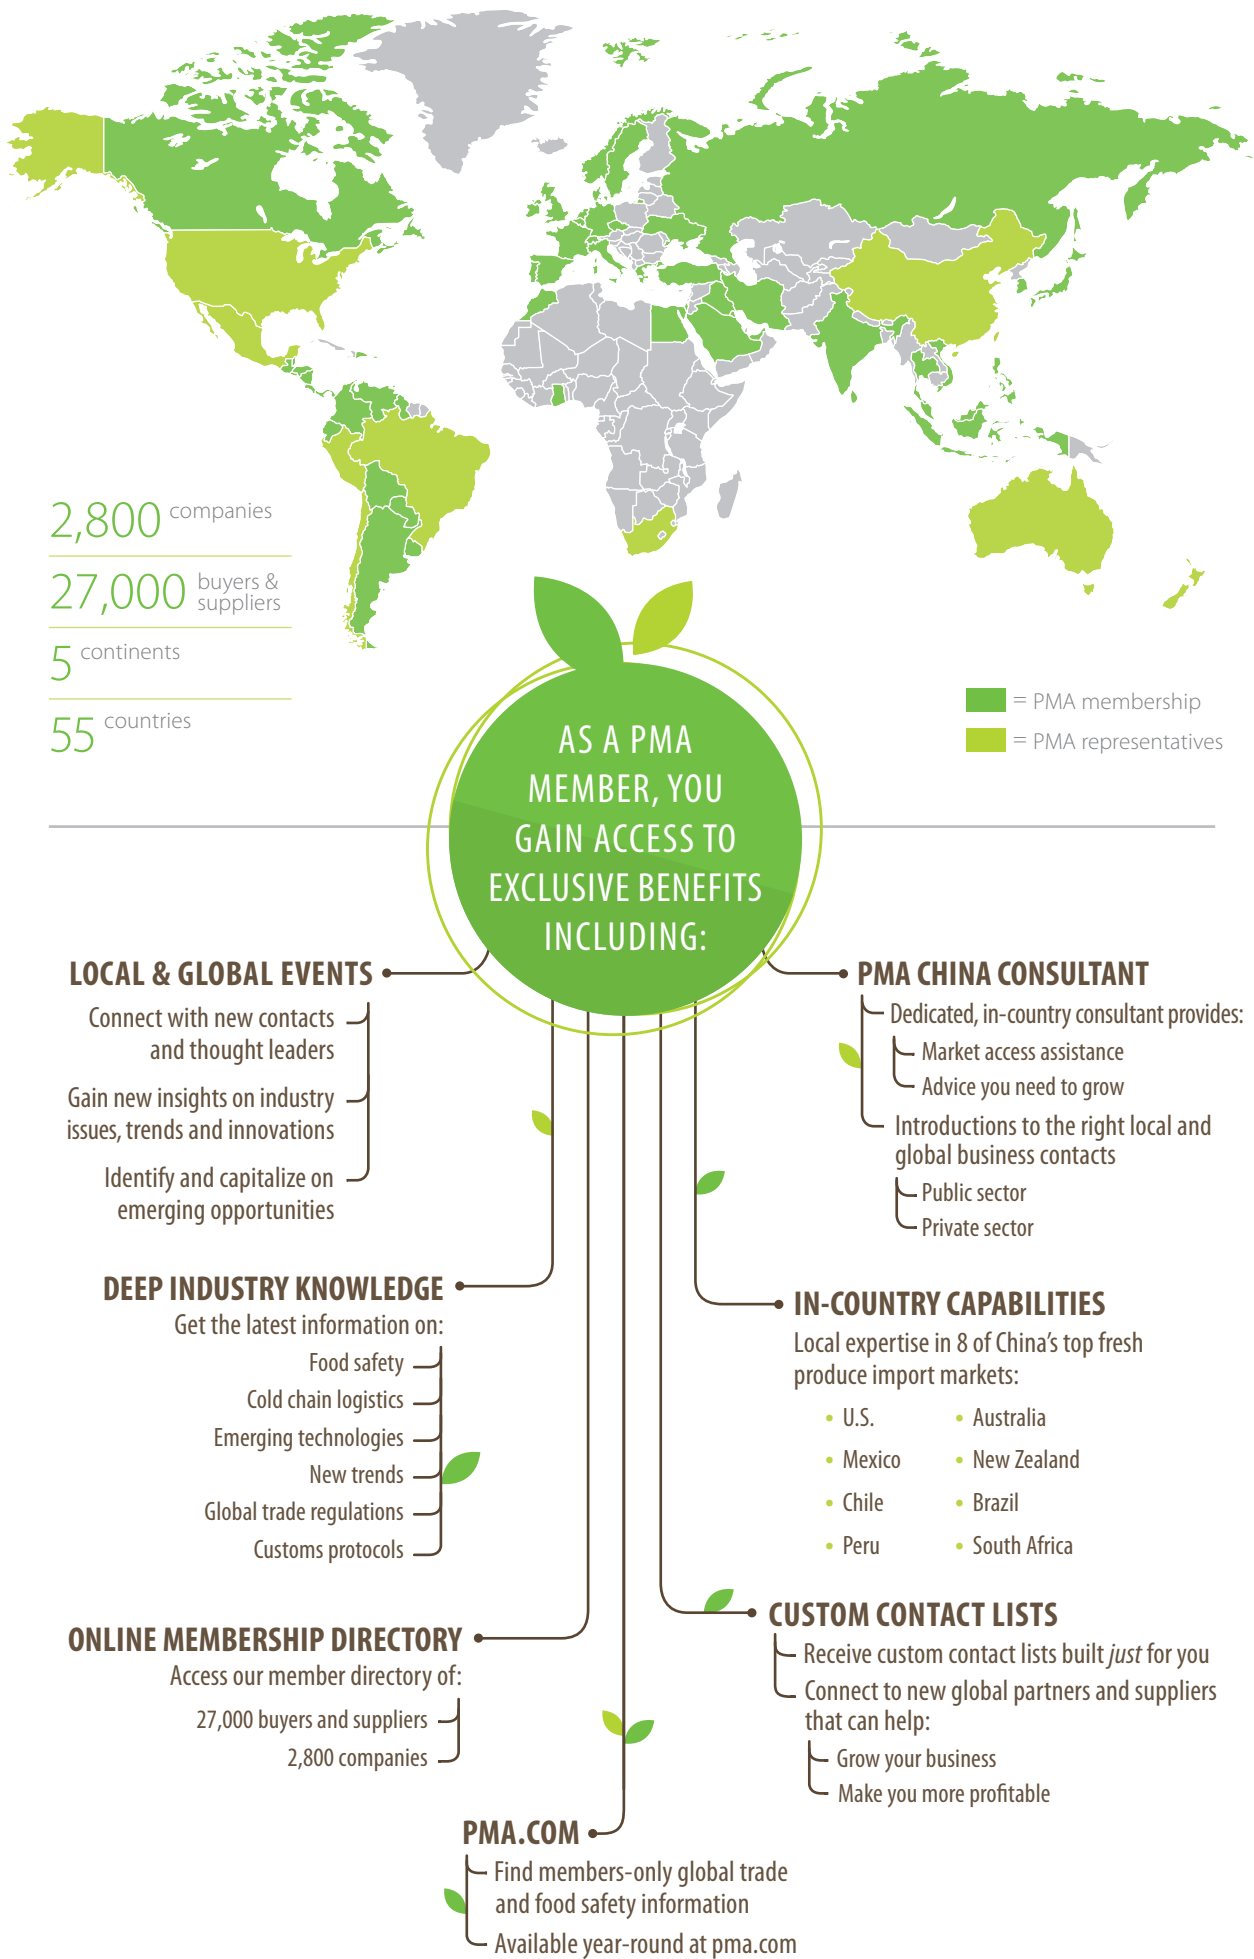 2,800 companies
27,000 buyers &
suppliers
5 continents
55 countries
= PMA membership
= PMA representatives
AS A PMA
MEMBER, YOU
GAIN ACCESS TO
EXCLUSIVE BENEFITS
INCLUDING:
LOCAL & GLOBAL EVENTS
Connect with new contacts
and thought leaders
Gain new insights on industry
issues, trends and innovations
Identify and capitalize on
emerging opportunities
DEEP INDUSTRY KNOWLEDGE
Get the latest information on:
Food safety
Cold chain logistics
Emerging technologies
New trends
Global trade regulations
Customs protocols
ONLINE MEMBERSHIP DIRECTORY
Access our member directory of:
27,000 buyers and suppliers
2,800 companies
PMA.COM
Find members-only global trade
and food safety information
Available year-round at pma.com
PMA CHINA CONSULTANT
Dedicated, in-country consultant provides:
Market access assistance
Advice you need to grow
Introductions to the right local and
global business contacts
Public sector
Private sector
IN-COUNTRY CAPABILITIES
Local expertise in 8 of China's top fresh
produce import markets:
• U.S.
• Mexico
• Chile
• Peru
• Australia
• New Zealand
• Brazil
• South Africa
CUSTOM CONTACT LISTS
Receive custom contact lists built just for you
Connect to new global partners and suppliers
that can help:
Grow your business
Make you more profitable